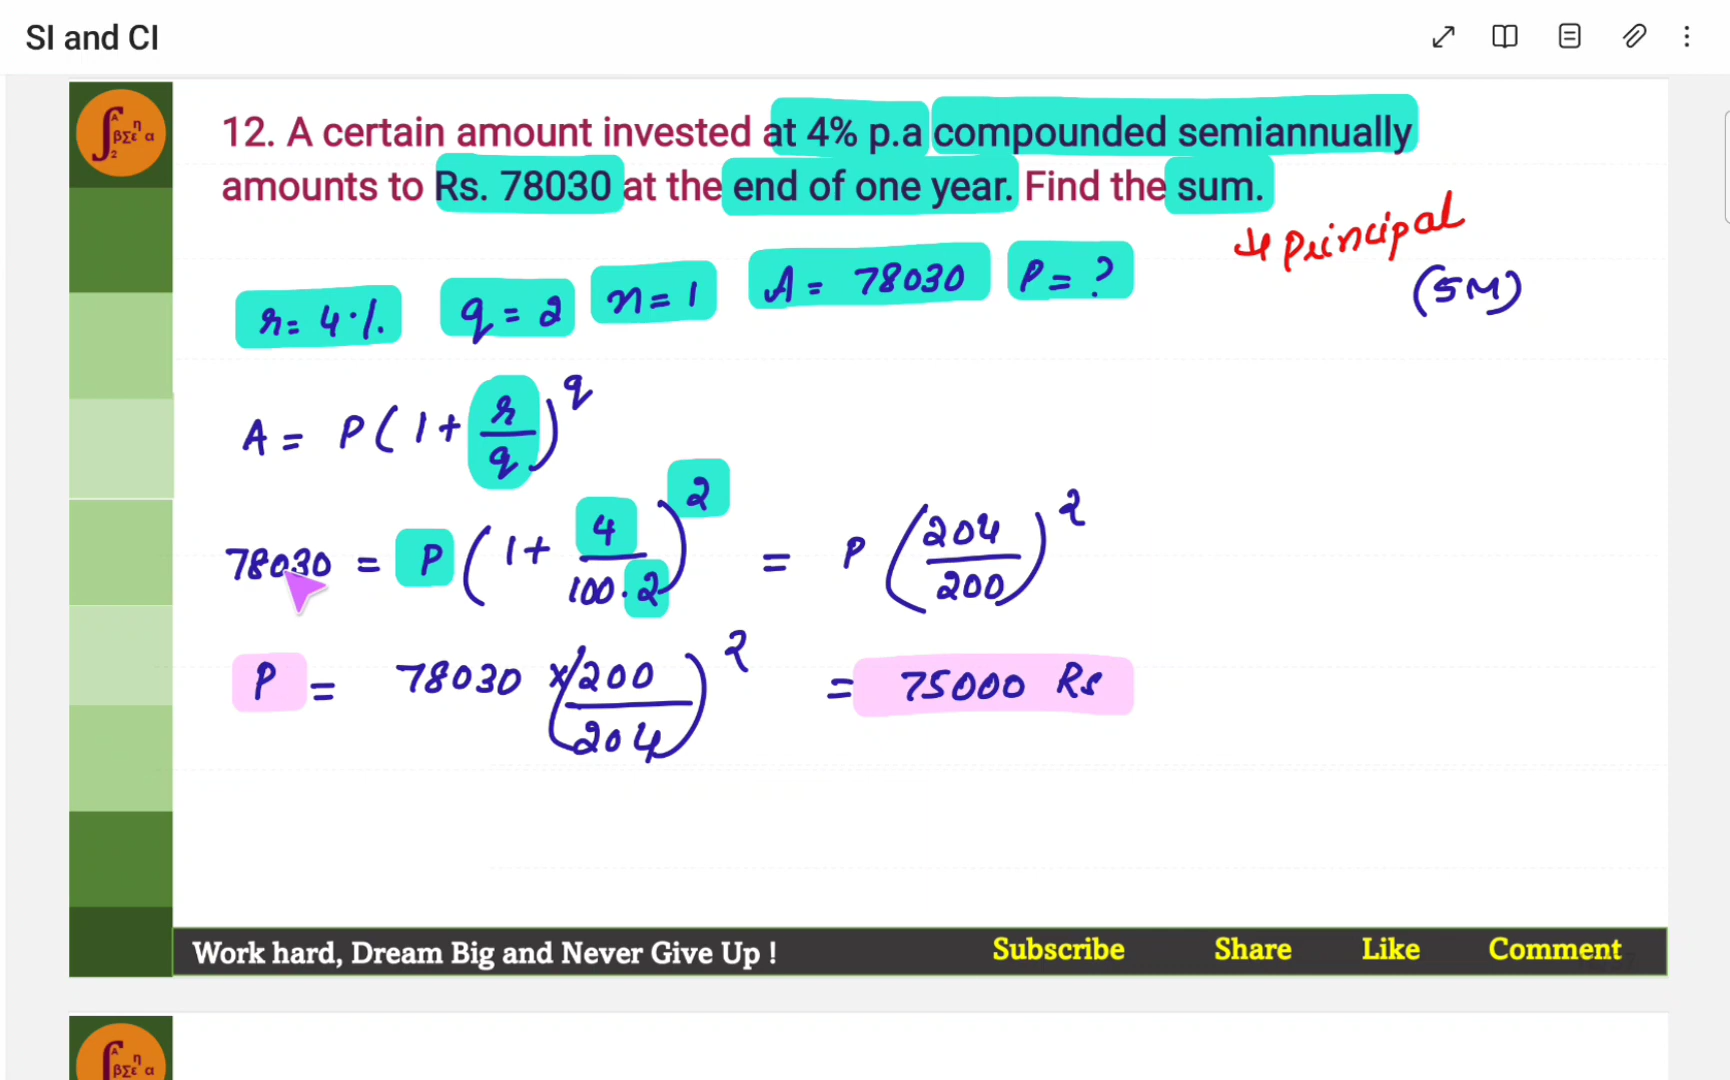 SI and CI
12. A certain amount invested at 4% p.a compounded semiannually
amounts to Rs. 78030 at the end of one year. Find the sum.
↓ Principal
(5M)
r = 4 % q = 2 n = 1 A = 78030 P = ?
A = P(1 + r/q)^q
78030 = P(1 + 4/100·2)^2 = P(204/200)^2
P = 78030 × (200/204)^2 = 75000 Rs
Work hard, Dream Big and Never Give Up ! Subscribe Share Like Comment